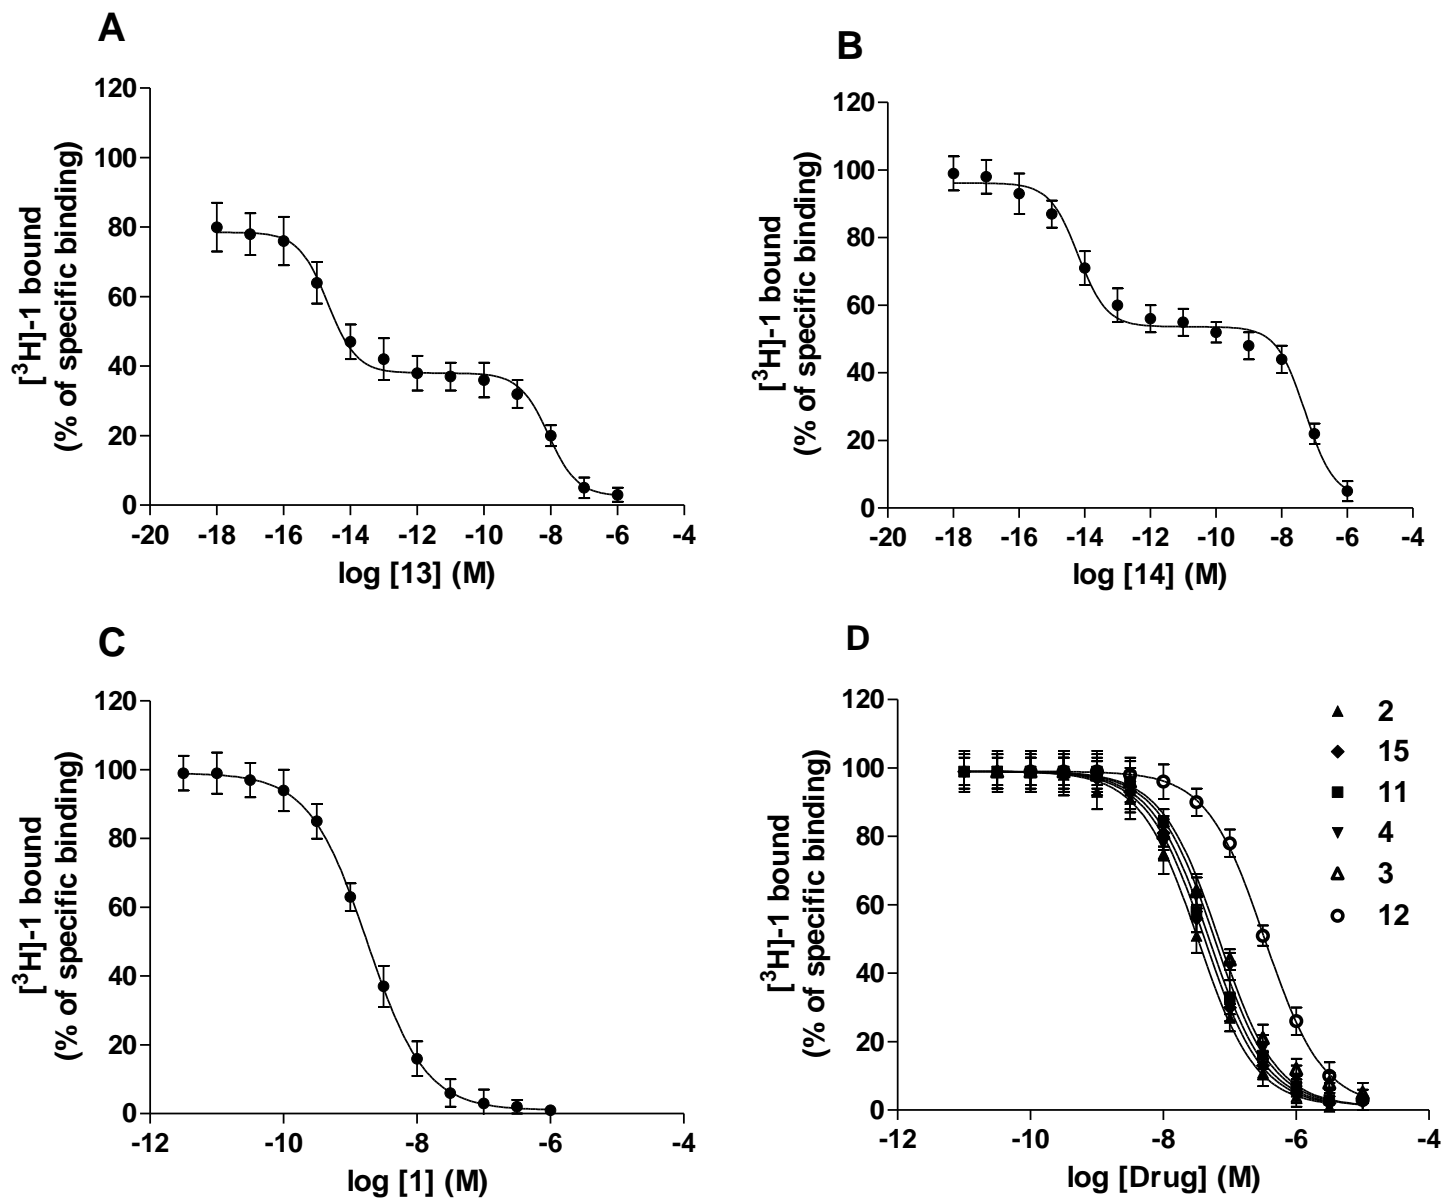 A
[³H]-1 bound
(% of specific binding)
120
100
80
60
40
20
0
-20 -18 -16 -14 -12 -10 -8 -6 -4
log [13] (M)
B
[³H]-1 bound
(% of specific binding)
120
100
80
60
40
20
0
-20 -18 -16 -14 -12 -10 -8 -6 -4
log [14] (M)
C
[³H]-1 bound
(% of specific binding)
120
100
80
60
40
20
0
-12 -10 -8 -6 -4
log [1] (M)
D
[³H]-1 bound
(% of specific binding)
120
100
80
60
40
20
0
-12 -10 -8 -6 -4
log [Drug] (M)
2
15
11
4
3
12